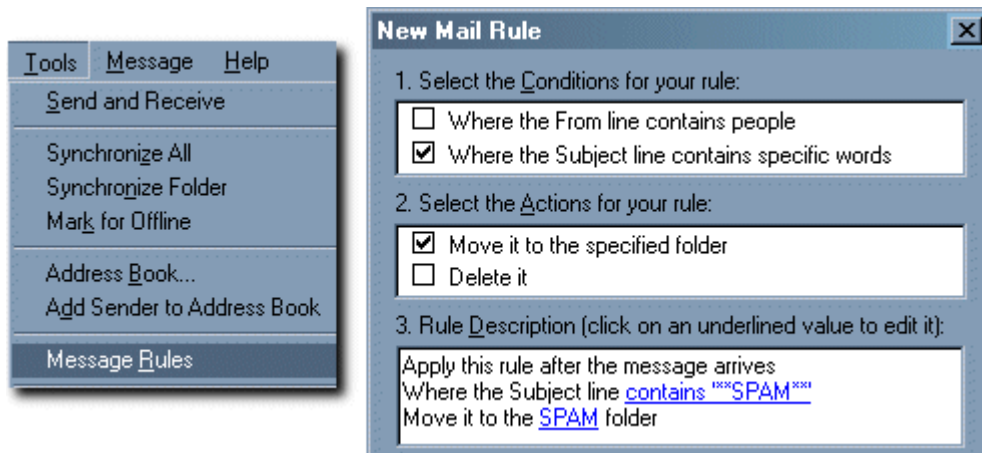 Tools Message Help
Send and Receive
Synchronize All
Synchronize Folder
Mark for Offline
Address Book...
Add Sender to Address Book
Message Rules
New Mail Rule
1. Select the Conditions for your rule:
Where the From line contains people
Where the Subject line contains specific words
2. Select the Actions for your rule:
Move it to the specified folder
Delete it
3. Rule Description (click on an underlined value to edit it):
Apply this rule after the message arrives
Where the Subject line contains '**SPAM**'
Move it to the SPAM folder